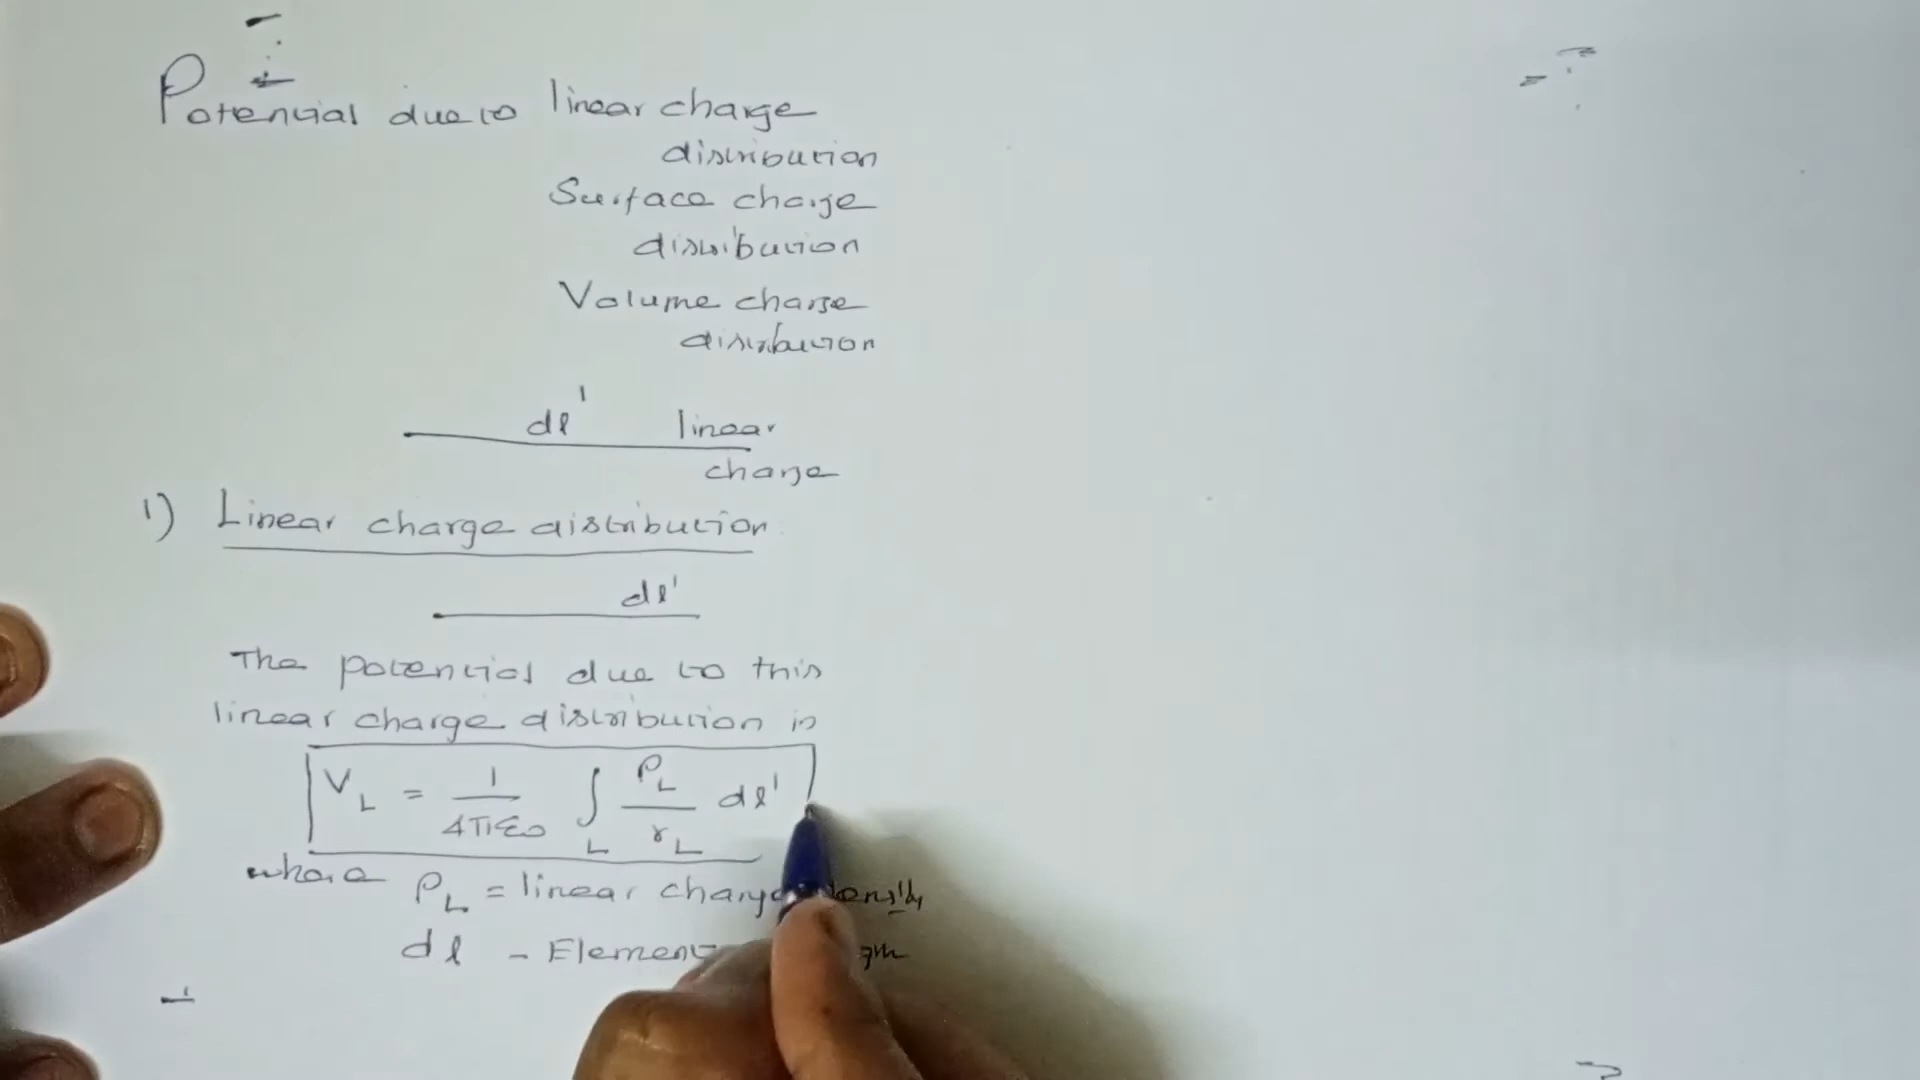 Potential due to linear charge
distribution
Surface charge
distribution
Volume charge
distribution
dl' linear
charge
1) Linear charge distribution
dl'
The potential due to this
linear charge distribution is
V_L = 1/4πε0 ∫_L ρ_L/r_L dl'
where ρ_L = linear charge density
dl - Element